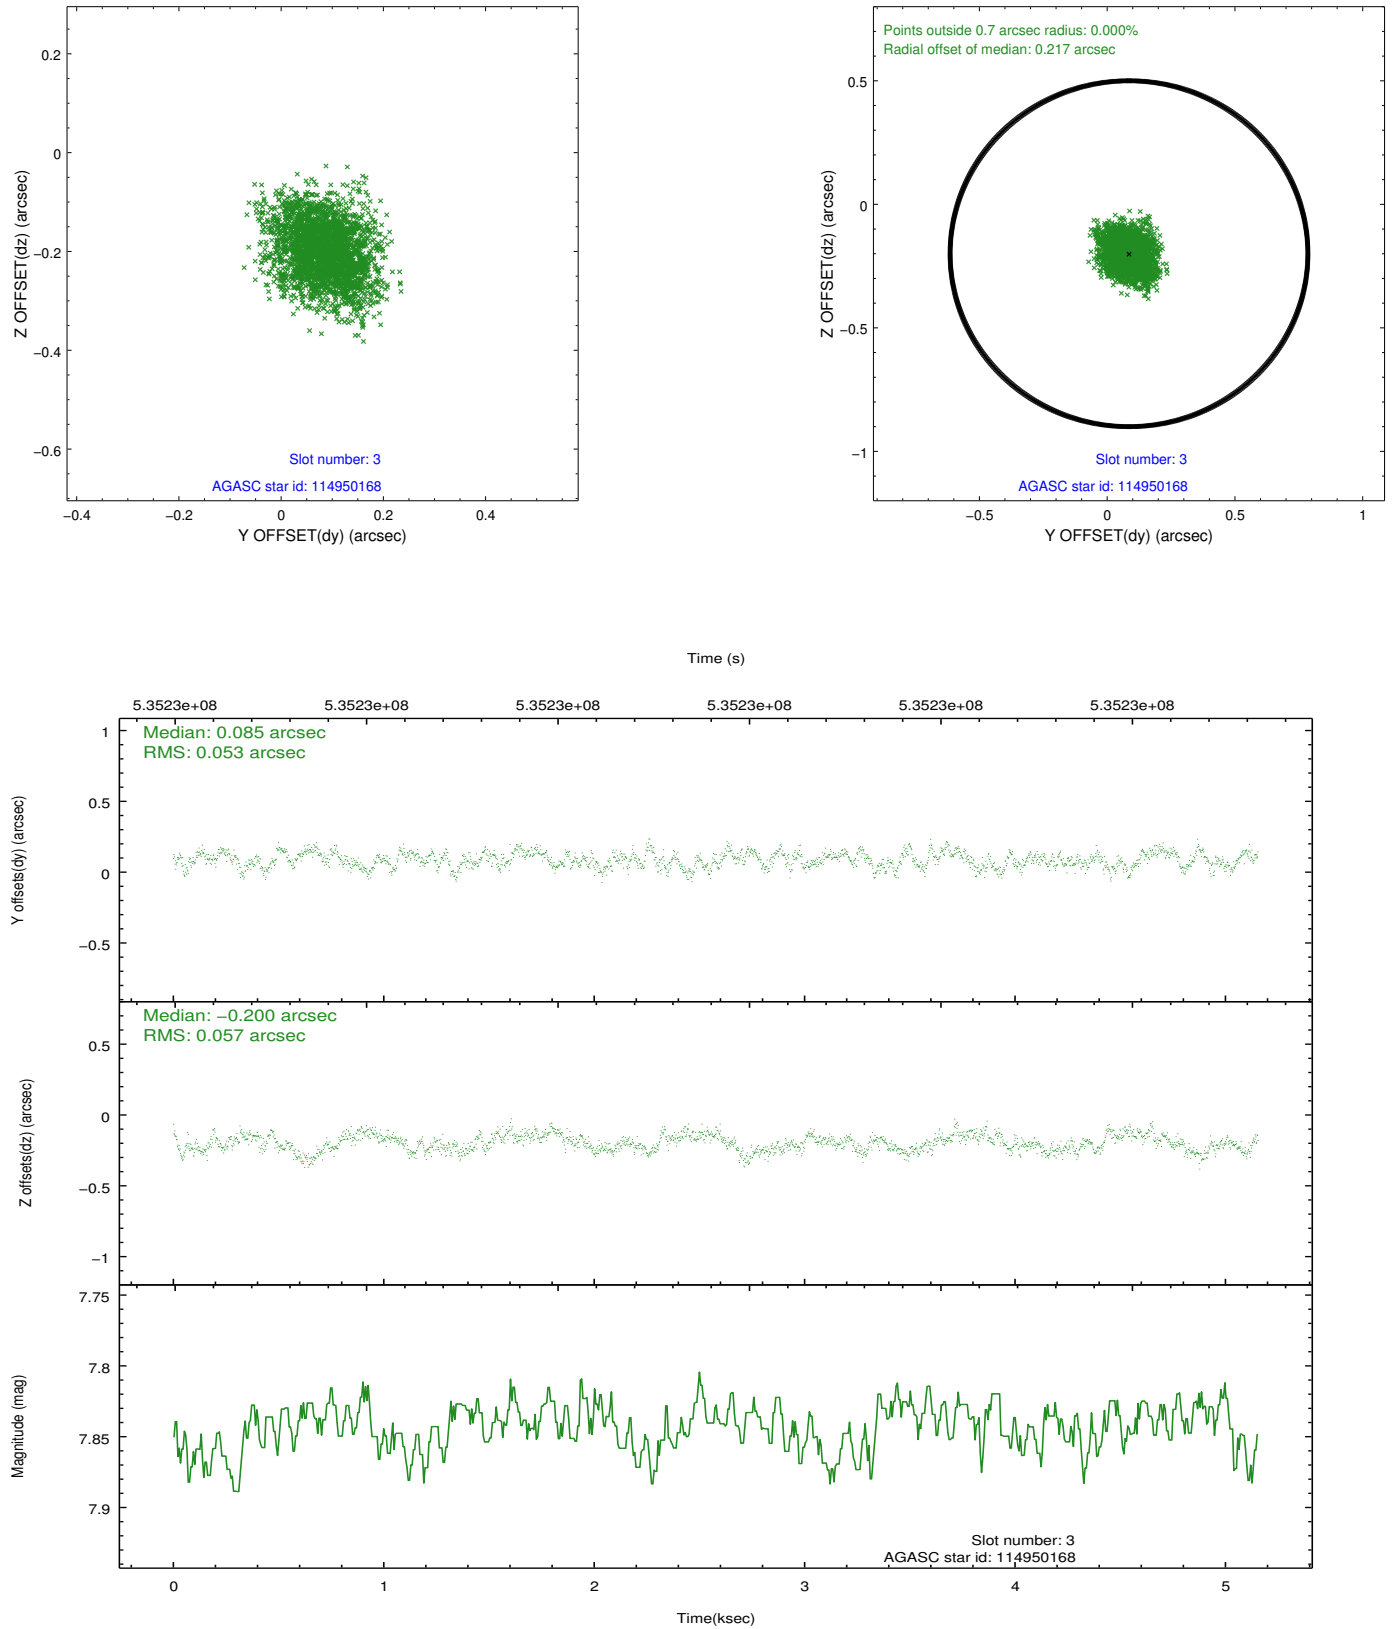 0.2
0
−0.2
−0.4
−0.6
Z OFFSET(dz) (arcsec)
Slot number: 3
AGASC star id: 114950168
−0.4 −0.2 0 0.2 0.4
Y OFFSET(dy) (arcsec)
Points outside 0.7 arcsec radius: 0.000%
Radial offset of median: 0.217 arcsec
0.5
0
−0.5
−1
Z OFFSET(dz) (arcsec)
Slot number: 3
AGASC star id: 114950168
−0.5 0 0.5 1
Y OFFSET(dy) (arcsec)
Time (s)
5.3523e+08 5.3523e+08 5.3523e+08 5.3523e+08 5.3523e+08 5.3523e+08
Median: 0.085 arcsec
RMS: 0.053 arcsec
1
0.5
0
−0.5
Y offsets(dy) (arcsec)
Median: −0.200 arcsec
RMS: 0.057 arcsec
0.5
0
−0.5
−1
Z offsets(dz) (arcsec)
7.75
7.8
7.85
7.9
Magnitude (mag)
Slot number: 3
AGASC star id: 114950168
0 1 2 3 4 5
Time(ksec)